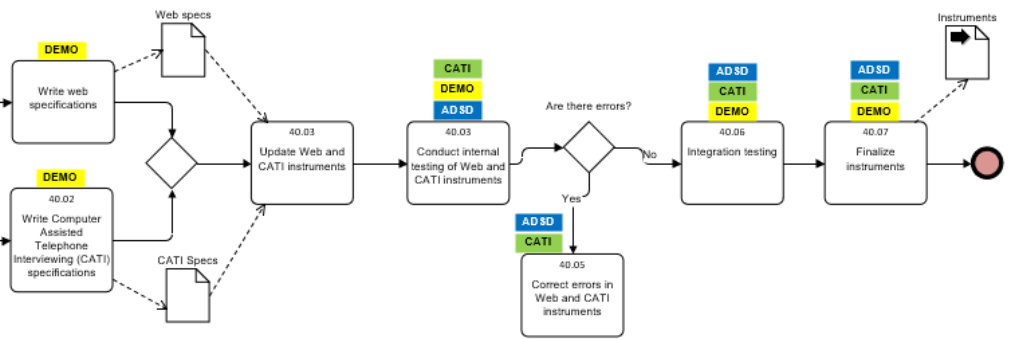 Web specs
DEMO
Write web
specifications
DEMO
40.02
Write Computer
Assisted
Telephone
Interviewing (CATI)
specifications
CATI Specs
40.03
Update Web and
CATI instruments
CATI
DEMO
ADSD
40.03
Conduct internal
testing of Web and
CATI instruments
Are there errors?
No
Yes
ADSD
CATI
40.05
Correct errors in
Web and CATI
instruments
ADSD
CATI
DEMO
40.06
Integration testing
ADSD
CATI
DEMO
40.07
Finalize
instruments
Instruments